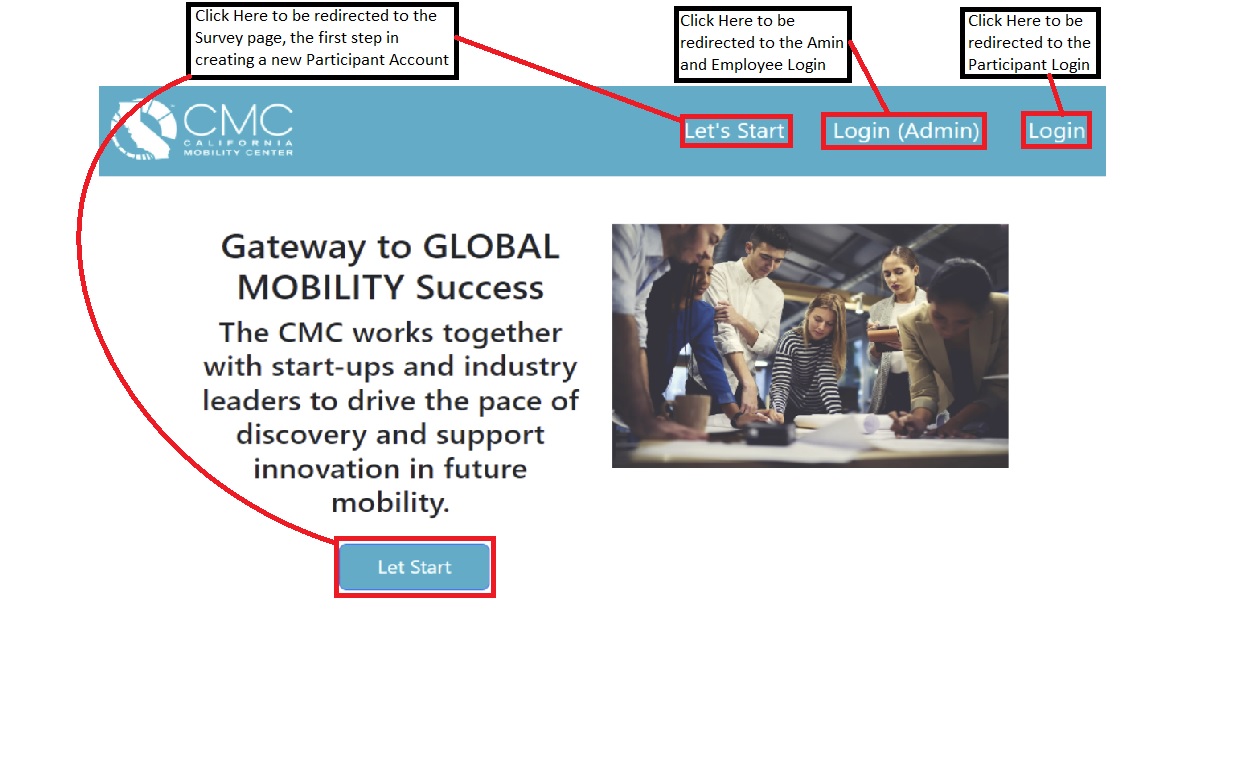 Click Here to be redirected to the
Survey page, the first step in
creating a new Participant Account
Click Here to be
redirected to the Amin
and Employee Login
Click Here to be
redirected to the
Participant Login
CMC
CALIFORNIA
MOBILITY CENTER
Let's Start
Login (Admin)
Login
Gateway to GLOBAL
MOBILITY Success
The CMC works together
with start-ups and industry
leaders to drive the pace of
discovery and support
innovation in future
mobility.
Let Start